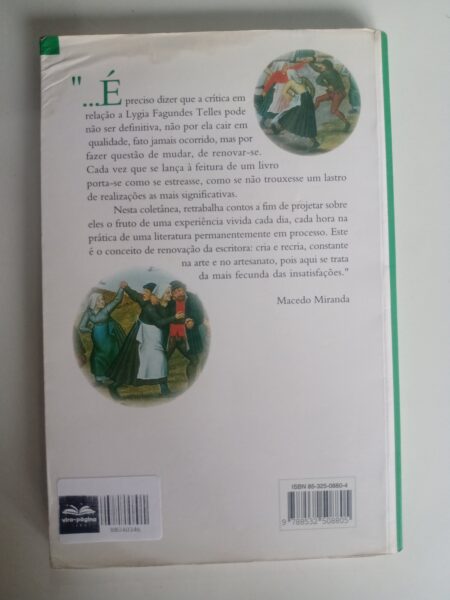 "...É preciso dizer que a crítica em
relação a Lygia Fagundes Telles pode
não ser definitiva, não por ela cair em
qualidade, fato jamais ocorrido, mas por
fazer questão de mudar, de renovar-se.
Cada vez que se lança à feitura de um livro
porta-se como se estreasse, como se não trouxesse um lastro
de realizações as mais significativas.
Nesta coletânea, retrabalha contos a fim de projetar sobre
eles o fruto de uma experiência vivida cada dia, cada hora na
prática de uma literatura permanentemente em processo. Este
é o conceito de renovação da escritora: cria e recria, constante
na arte e no artesanato, pois aqui se trata
da mais fecunda das insatisfações."
Macedo Miranda
ISBN 85-325-0880-4
9 788532 508805
vira-página